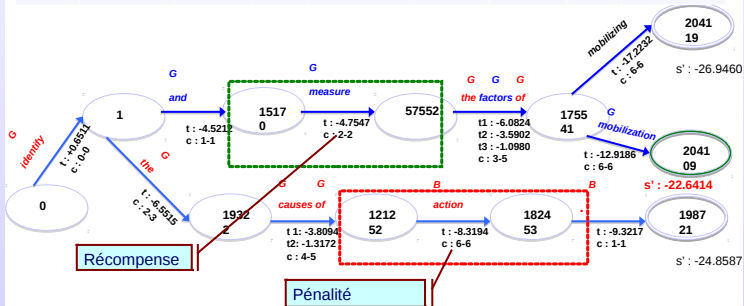 2041
19
mobilizing
t : -17.2232
c : 6-6
s' : -26.9460
G
G
G G G
and
measure
the factors of
1
1517
0
57552
1755
41
t : -4.5212
c : 1-1
t : -4.7547
c : 2-2
t1 : -6.0824
t2 : -3.5902
t3 : -1.0980
c : 3-5
G
mobilization
t : -12.9186
c : 6-6
2041
09
s' : -22.6414
G
identify
t : +0.6511
c : 0-0
0
the
G
t : -6.5515
c : 2-3
G G
B
B
causes of
action
.
1932
2
1212
52
1824
53
1987
21
t 1: -3.8094
t2: -1.3172
c : 4-5
t : -8.3194
c : 6-6
t : -9.3217
c : 1-1
s' : -24.8587
Récompense
Pénalité